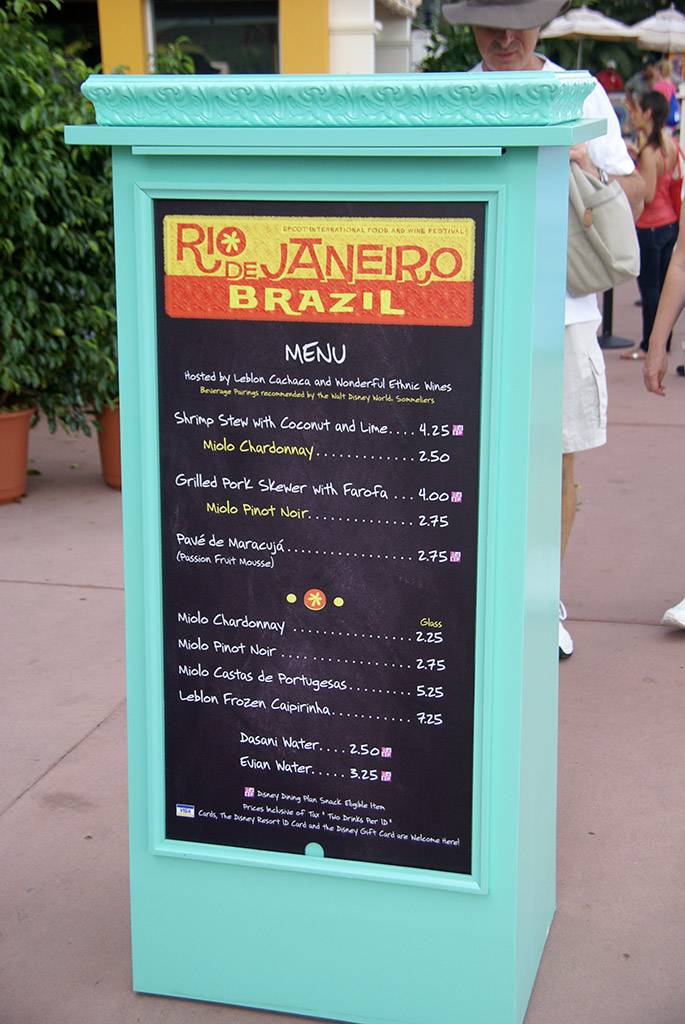 EPCOT INTERNATIONAL FOOD AND WINE FESTIVAL
RIO DE JANEIRO
BRAZIL
MENU
Hosted by Leblon Cachaca and Wonderful Ethnic Wines
Beverage Pairings recommended by the Walt Disney World. Sommeliers
Shrimp Stew with Coconut and Lime.... 4.25
Miolo Chardonnay.................. 2.50
Grilled Pork Skewer with Farofa .... 4.00
Miolo Pinot Noir.................. 2.75
Pavé de Maracujá ..................... 2.75
(Passion Fruit Mousse)
Glass
Miolo Chardonnay ..................... 2.25
Miolo Pinot Noir ....................... 2.75
Miolo Castas de Portugesas.......... 5.25
Leblon Frozen Caipirinha.............. 7.25
Dasani Water.... 2.50
Evian Water..... 3.25
Disney Dining Plan Snack Eligible Item
Prices Inclusive of Tax * Two Drinks Per ID *
VISA Cards, The Disney Resort ID Card and the Disney Gift Card are Welcome Here!